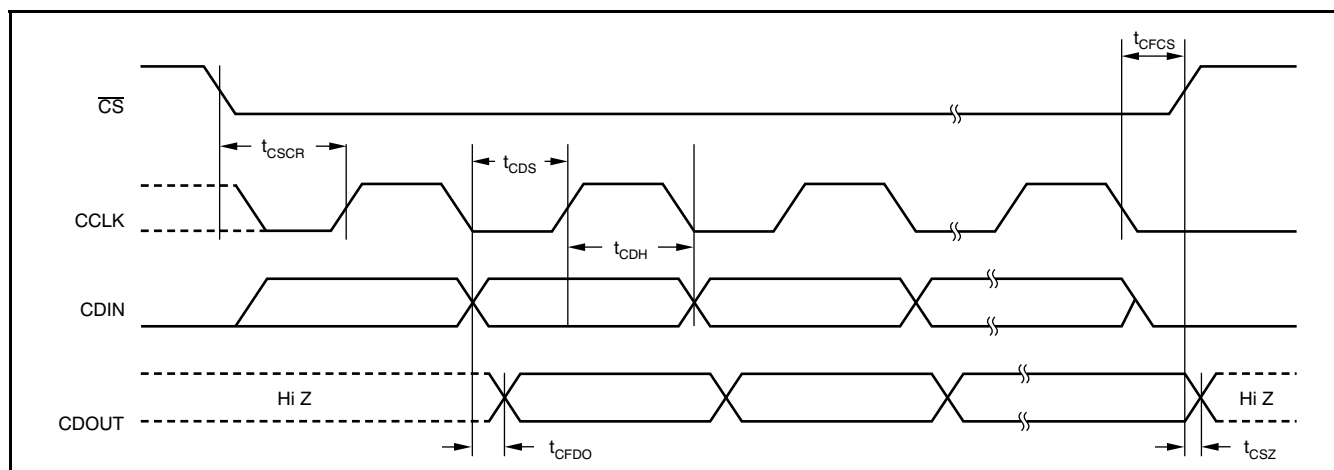 tCFCS
CS
tCSCR
tCDS
CCLK
tCDH
CDIN
Hi Z
Hi Z
CDOUT
tCFDO
tCSZ